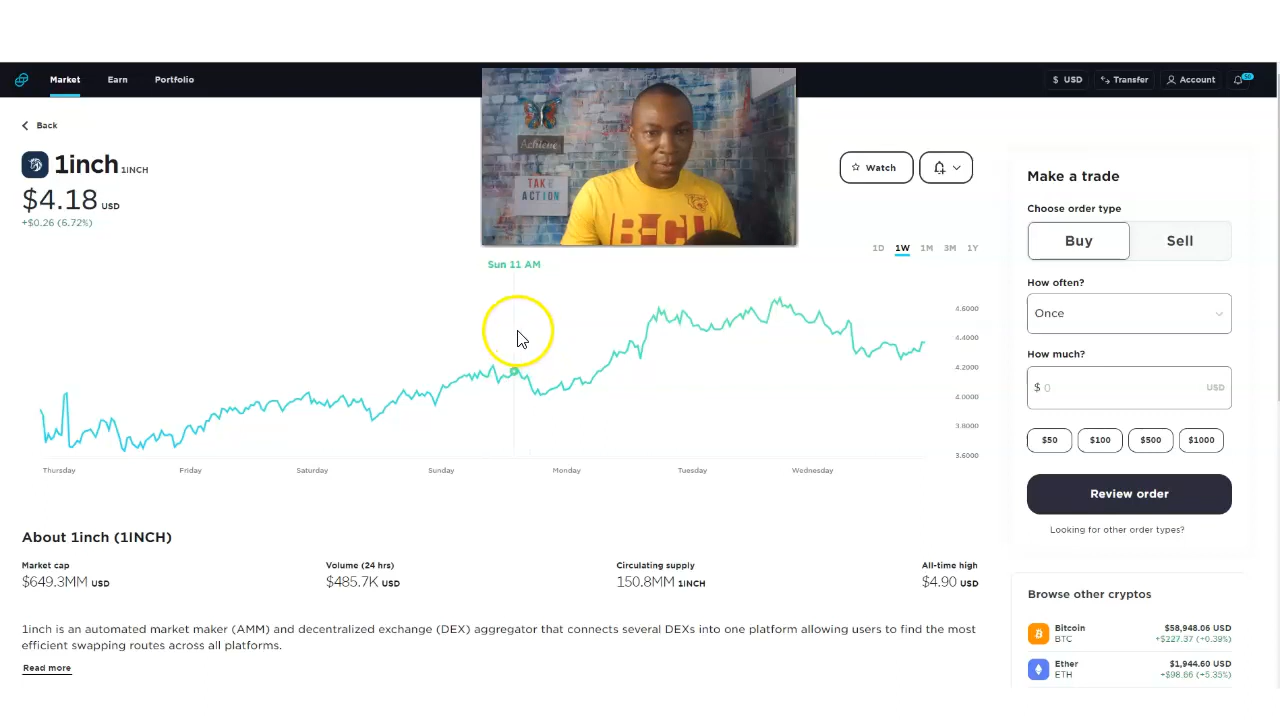 Market Earn Portfolio $ USD Transfer Account 50
Back
1inch 1INCH
$4.18 USD
+$0.26 (6.72%)
Achieve
TAKE
ACTION
Watch
1D 1W 1M 3M 1Y
Sun 11 AM
4.6000
4.4000
4.2000
4.0000
3.8000
3.6000
Thursday Friday Saturday Sunday Monday Tuesday Wednesday
Make a trade
Choose order type
Buy Sell
How often?
Once
How much?
$ 0 USD
$50 $100 $500 $1000
Review order
Looking for other order types?
About 1inch (1INCH)
Market cap Volume (24 hrs) Circulating supply All-time high
$649.3MM USD $485.7K USD 150.8MM 1INCH $4.90 USD
1inch is an automated market maker (AMM) and decentralized exchange (DEX) aggregator that connects several DEXs into one platform allowing users to find the most
efficient swapping routes across all platforms.
Read more
Browse other cryptos
Bitcoin $58,948.06 USD
BTC +$227.37 (+0.39%)
Ether $1,944.60 USD
ETH +$98.66 (+5.35%)